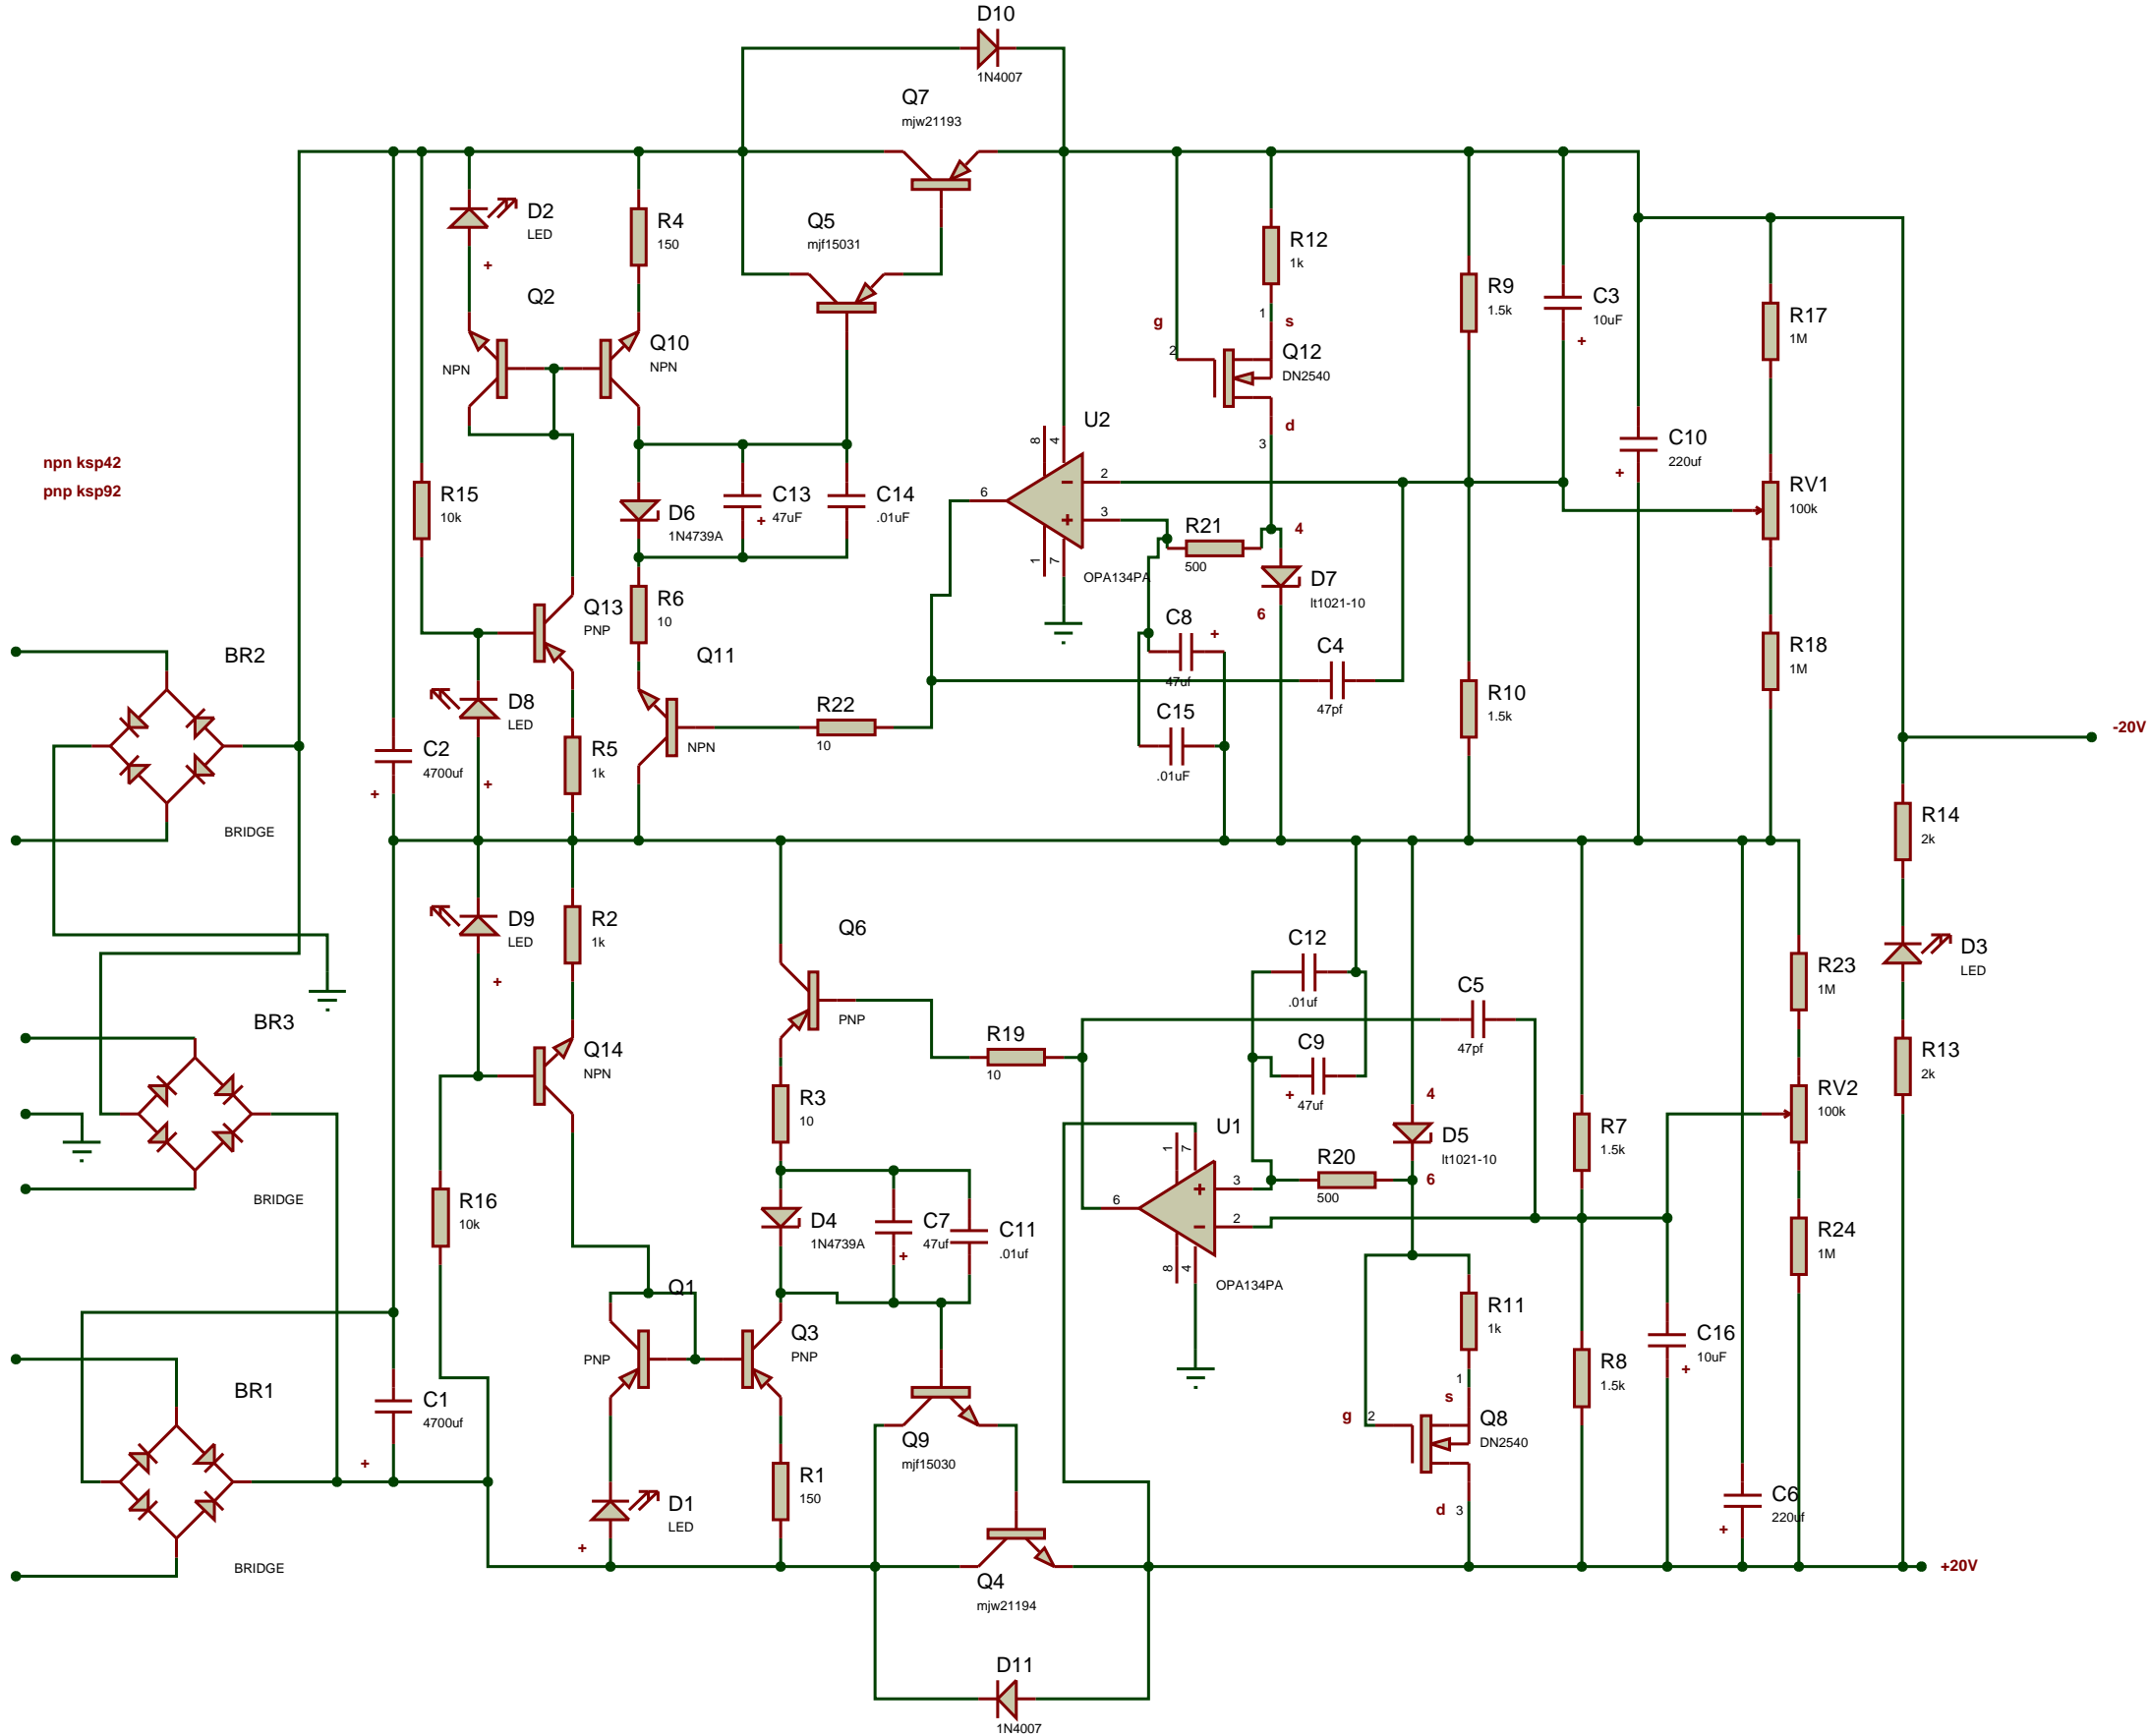 D10
1N4007
Q7
mjw21193
D2
LED
+
R4
150
Q5
mjf15031
R12
1k
g
2
1
s
Q12
DN2540
d
3
R9
1.5k
C3
10uF
+
R17
1M
Q2
NPN
Q10
NPN
U2
8
4
2
6
3
1
7
OPA134PA
C10
220uf
+
RV1
100k
npn ksp42
pnp ksp92
R15
10k
D6
1N4739A
C13
47uF
+
C14
.01uF
R21
500
4
D7
lt1021-10
6
Q13
PNP
R6
10
C8
+
47uf
C4
47pf
R18
1M
BR2
BRIDGE
Q11
NPN
R22
10
D8
LED
+
C2
4700uf
+
R5
1k
C15
.01uF
R10
1.5k
-20V
R14
2k
D9
LED
+
R2
1k
Q6
PNP
C12
.01uf
C5
47pf
R23
1M
D3
LED
BR3
BRIDGE
Q14
NPN
R19
10
C9
+
47uf
R13
2k
R3
10
4
D5
lt1021-10
6
R7
1.5k
RV2
100k
U1
1
7
3
6
2
8
4
OPA134PA
R20
500
R16
10k
D4
1N4739A
C7
47uf
+
C11
.01uf
R24
1M
Q1
PNP
Q3
PNP
R11
1k
1
s
g
2
Q8
DN2540
d
3
R8
1.5k
C16
10uF
+
BR1
BRIDGE
C1
4700uf
+
Q9
mjf15030
D1
LED
+
R1
150
C6
220uf
+
Q4
mjw21194
+20V
D11
1N4007